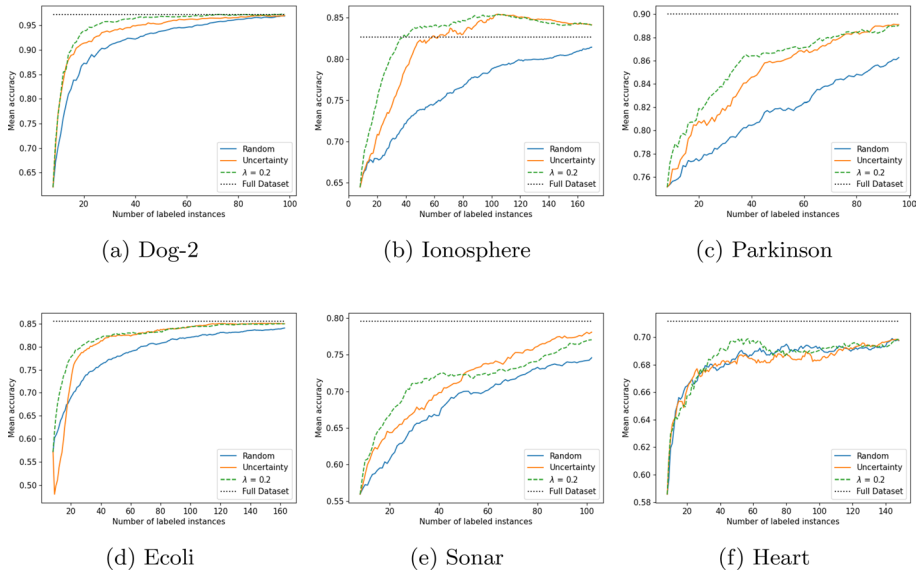 0.95
0.90
0.85
0.80
0.75
0.70
0.65
Mean accuracy
20 40 60 80 100
Number of labeled instances
Random
Uncertainty
λ = 0.2
Full Dataset
(a) Dog-2
0.85
0.80
0.75
0.70
0.65
Mean accuracy
0 20 40 60 80 100 120 140 160
Number of labeled instances
Random
Uncertainty
λ = 0.2
Full Dataset
(b) Ionosphere
0.90
0.88
0.86
0.84
0.82
0.80
0.78
0.76
Mean accuracy
20 40 60 80 100
Number of labeled instances
Random
Uncertainty
λ = 0.2
Full Dataset
(c) Parkinson
0.85
0.80
0.75
0.70
0.65
0.60
0.55
0.50
Mean accuracy
20 40 60 80 100 120 140 160
Number of labeled instances
Random
Uncertainty
λ = 0.2
Full Dataset
(d) Ecoli
0.80
0.75
0.70
0.65
0.60
0.55
Mean accuracy
20 40 60 80 100
Number of labeled instances
Random
Uncertainty
λ = 0.2
Full Dataset
(e) Sonar
0.70
0.68
0.66
0.64
0.62
0.60
0.58
Mean accuracy
20 40 60 80 100 120 140
Number of labeled instances
Random
Uncertainty
λ = 0.2
Full Dataset
(f) Heart